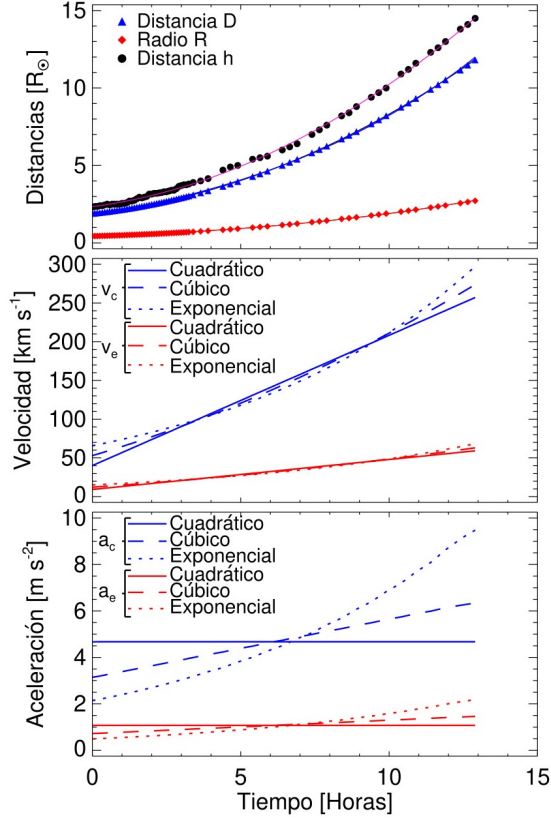 Distancias [R☉]
15
10
5
0
Distancia D
Radio R
Distancia h
Velocidad [km s⁻¹]
300
250
200
150
100
50
0
v_c
Cuadrático
Cúbico
Exponencial
v_e
Cuadrático
Cúbico
Exponencial
Aceleración [m s⁻²]
10
8
6
4
2
0
a_c
Cuadrático
Cúbico
Exponencial
a_e
Cuadrático
Cúbico
Exponencial
0 5 10 15
Tiempo [Horas]